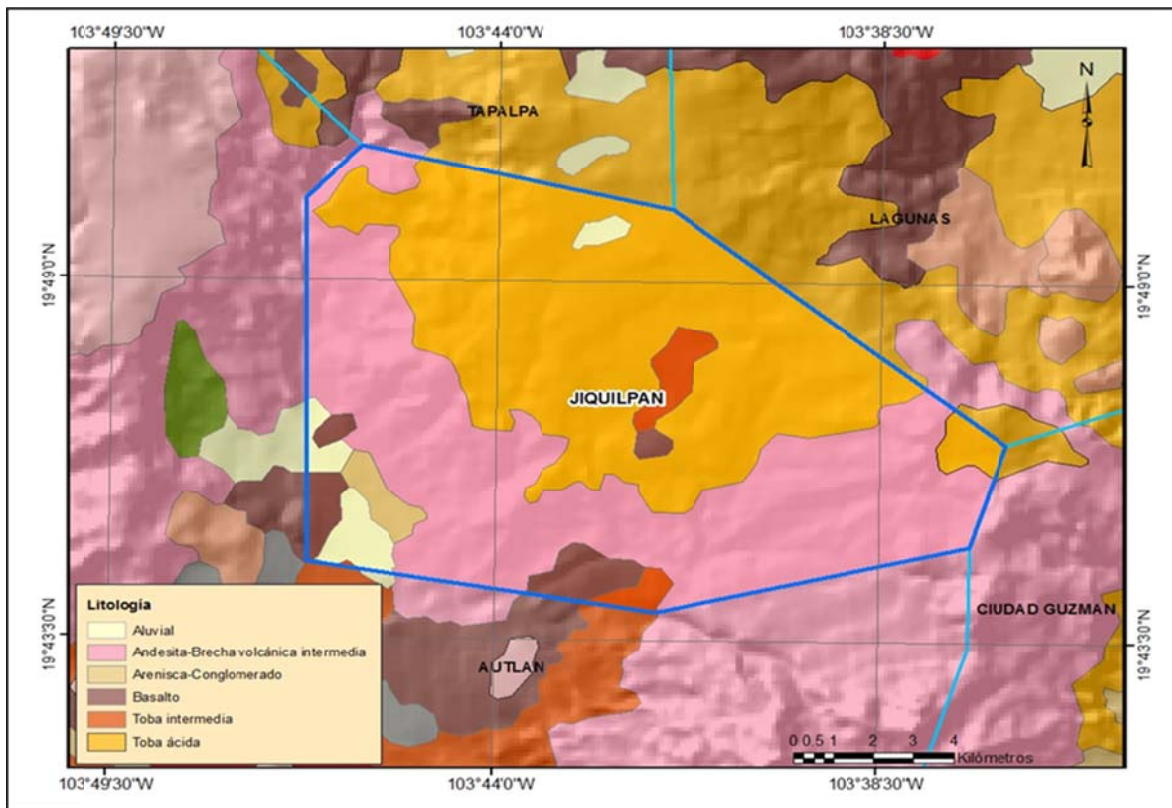 103°49'30"W
103°44'0"W
103°38'30"W
N
TAPALPA
LAGUNAS
19°49'0"N
19°49'0"N
JIQUILPAN
CIUDAD GUZMAN
19°43'30"N
19°43'30"N
AUTLAN
Litología
Aluvial
Andesita-Brecha volcánica intermedia
Arenisca-Conglomerado
Basalto
Toba intermedia
Toba ácida
0 0.5 1 2 3 4
Kilómetros
103°49'30"W
103°44'0"W
103°38'30"W